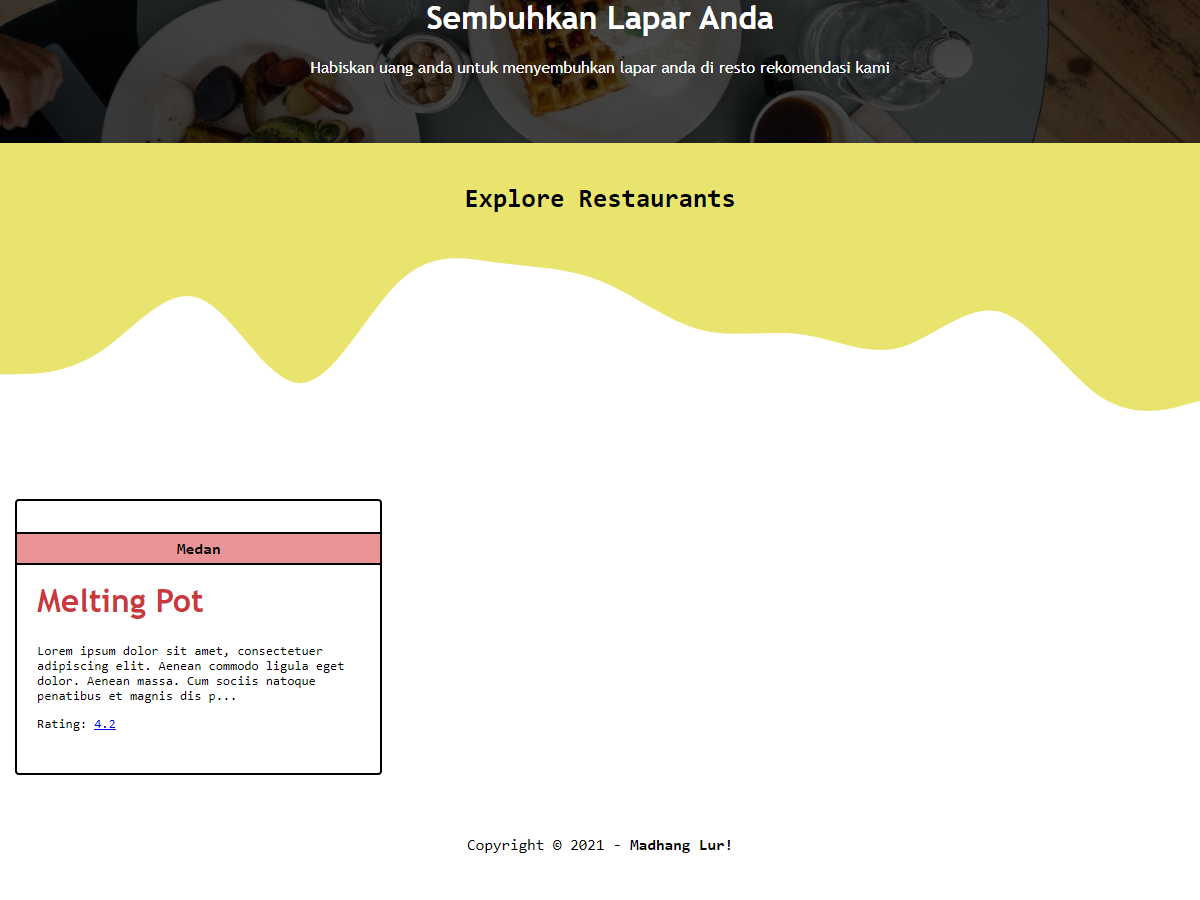 Sembuhkan Lapar Anda
Habiskan uang anda untuk menyembuhkan lapar anda di resto rekomendasi kami
Explore Restaurants
Medan
Melting Pot
Lorem ipsum dolor sit amet, consectetuer
adipiscing elit. Aenean commodo ligula eget
dolor. Aenean massa. Cum sociis natoque
penatibus et magnis dis p...
Rating: 4.2
Copyright © 2021 - Madhang Lur!